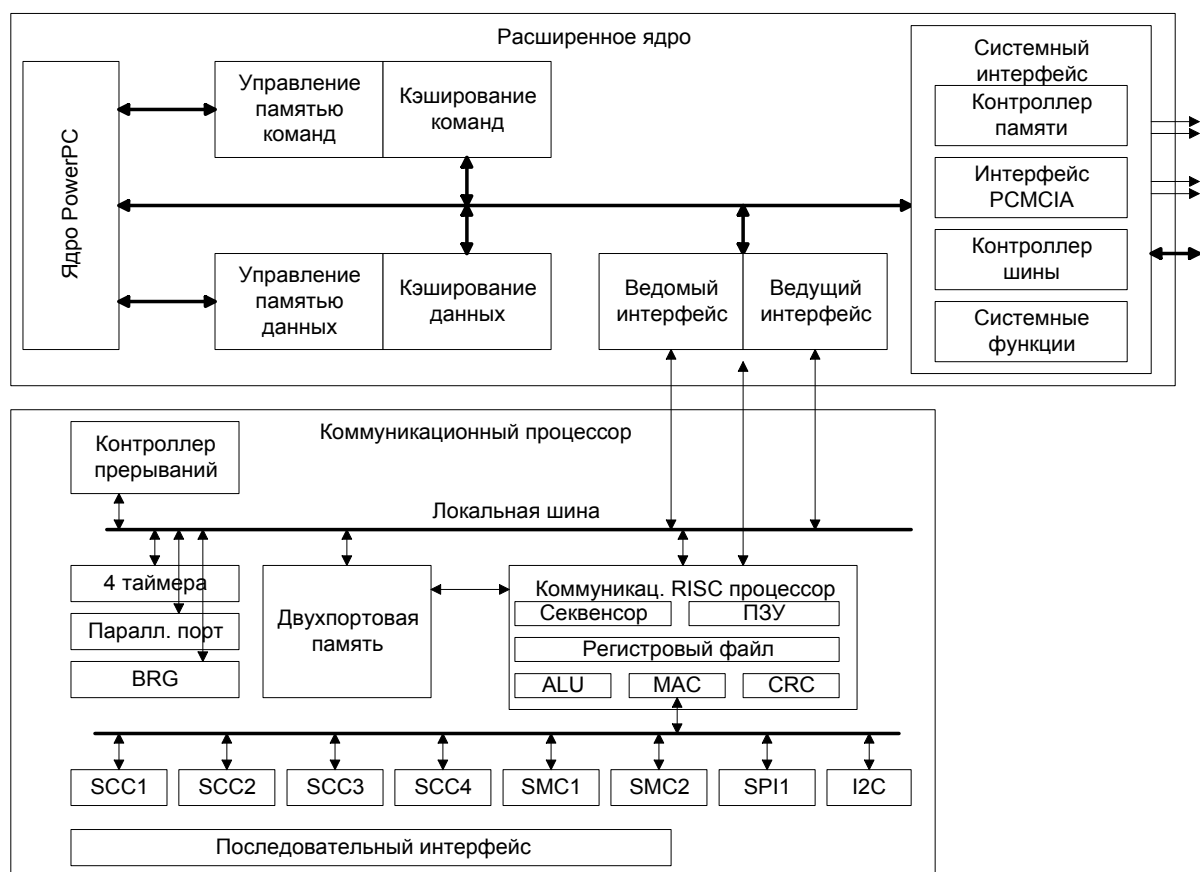 Расширенное ядро
Ядро PowerPC
Управление
памятью
команд
Кэширование
команд
Управление
памятью
данных
Кэширование
данных
Ведомый
интерфейс
Ведущий
интерфейс
Системный
интерфейс
Контроллер
памяти
Интерфейс
PCMCIA
Контроллер
шины
Системные
функции
Коммуникационный процессор
Контроллер
прерываний
Локальная шина
4 таймера
Паралл. порт
BRG
Двухпортовая
память
Коммуникац. RISC процессор
Секвенсор
ПЗУ
Регистровый файл
ALU
MAC
CRC
SCC1
SCC2
SCC3
SCC4
SMC1
SMC2
SPI1
I2C
Последовательный интерфейс